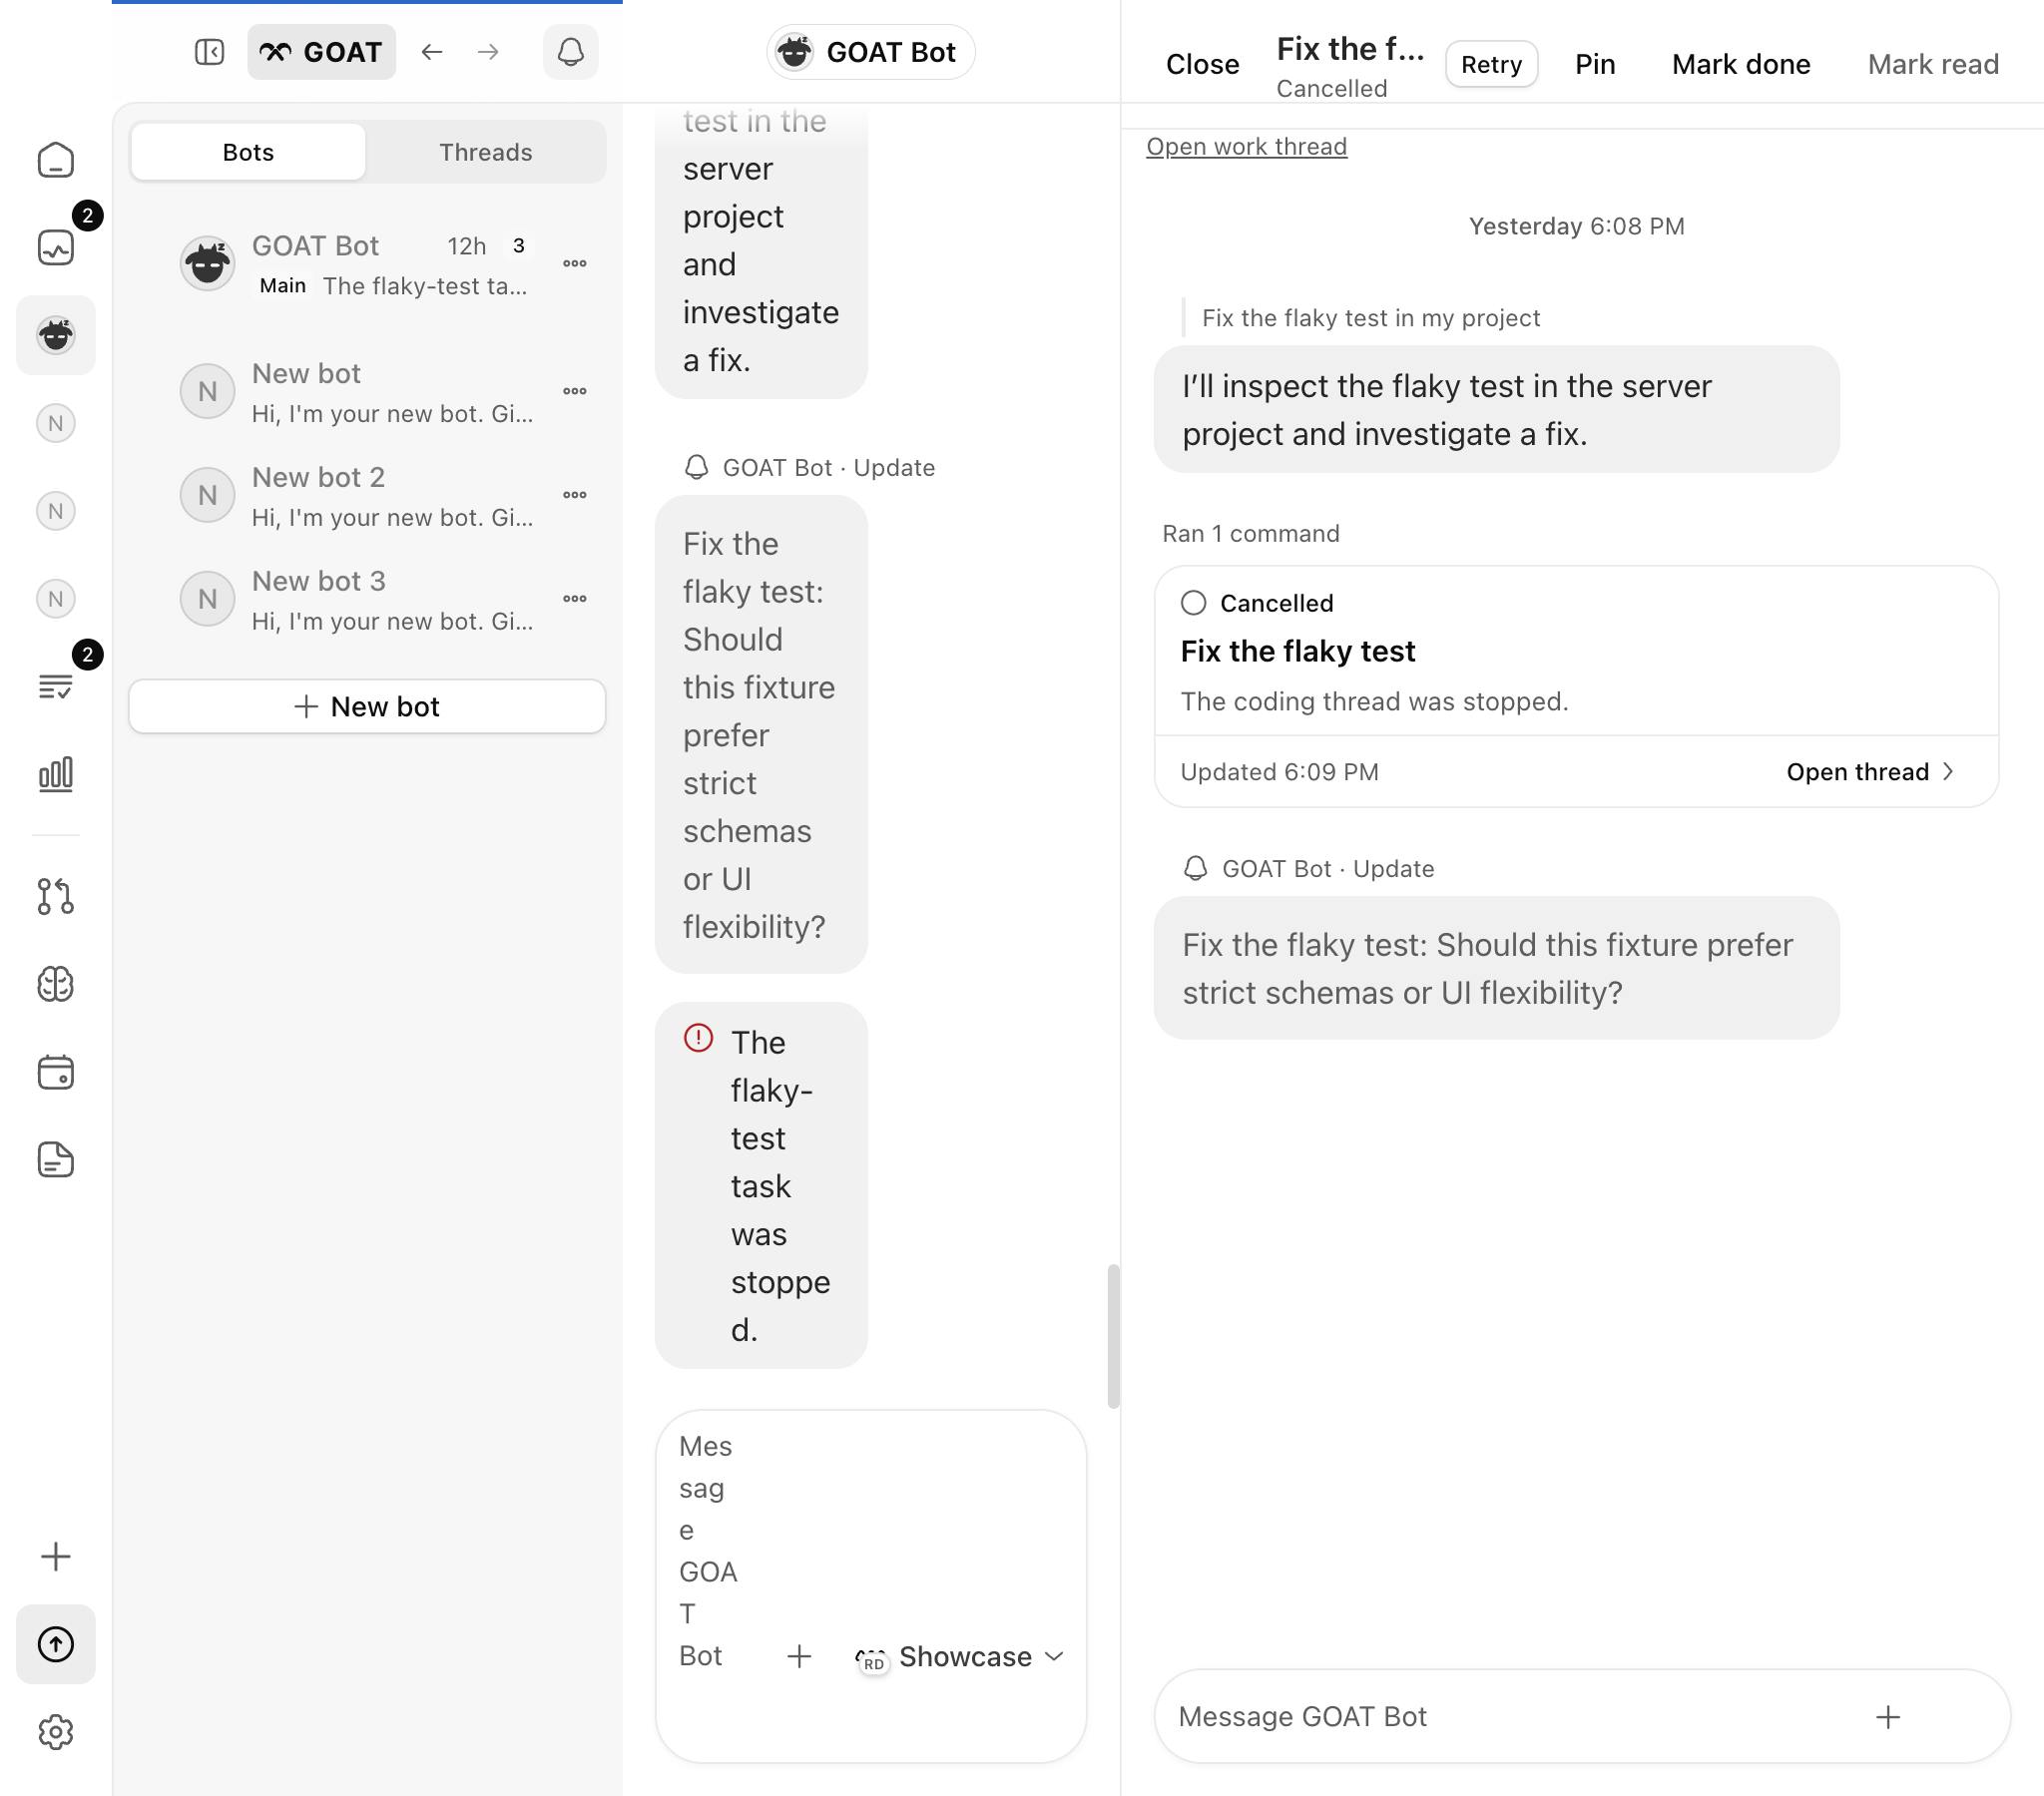 GOAT
Bots
Threads
2
GOAT Bot 12h 3
Main The flaky-test ta...
N
New bot
Hi, I'm your new bot. Gi...
N
New bot 2
Hi, I'm your new bot. Gi...
N
New bot 3
Hi, I'm your new bot. Gi...
N
N
N
2
New bot
GOAT Bot
test in the
server
project
and
investigate
a fix.
GOAT Bot · Update
Fix the
flaky test:
Should
this fixture
prefer
strict
schemas
or UI
flexibility?
The
flaky-
test
task
was
stoppe
d.
Mes
sag
e
GOA
T
Bot
RD Showcase
Close
Fix the f...
Cancelled
Retry
Pin
Mark done
Mark read
Open work thread
Yesterday 6:08 PM
Fix the flaky test in my project
I’ll inspect the flaky test in the server
project and investigate a fix.
Ran 1 command
Cancelled
Fix the flaky test
The coding thread was stopped.
Updated 6:09 PM
Open thread
GOAT Bot · Update
Fix the flaky test: Should this fixture prefer
strict schemas or UI flexibility?
Message GOAT Bot